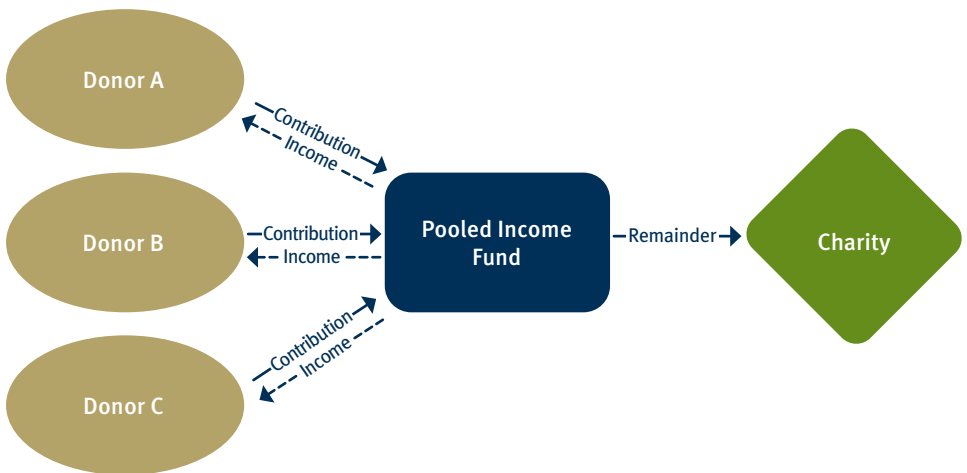 Donor A
Contribution
Income
Donor B
Contribution
Income
Pooled Income
Fund
Remainder
Charity
Contribution
Income
Donor C